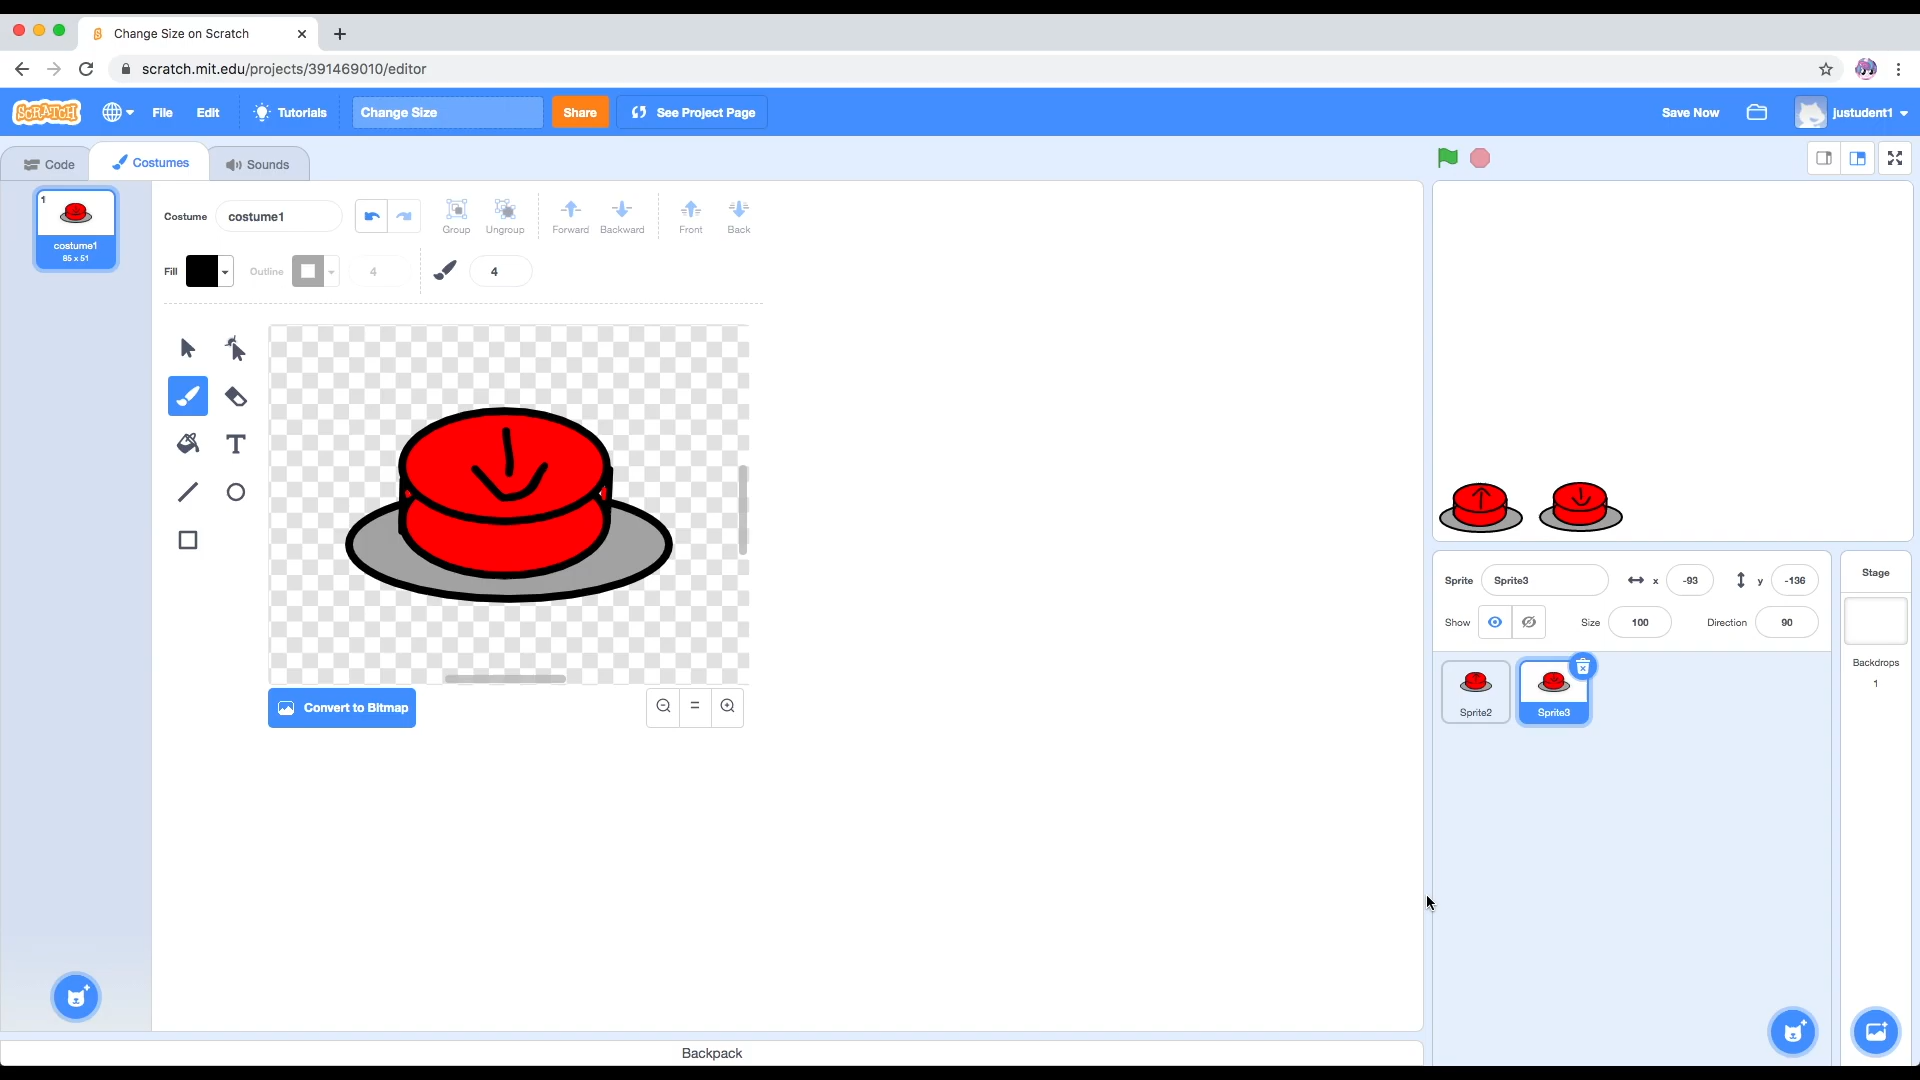 Change Size on Scratch
scratch.mit.edu/projects/391469010/editor
SCRATCH File Edit Tutorials Change Size Share See Project Page Save Now justudent1
Code Costumes Sounds
1
costume1
85 x 51
Costume costume1 Group Ungroup Forward Backward Front Back
Fill Outline 4 4
Convert to Bitmap
Sprite Sprite3 x -93 y -136
Show Size 100 Direction 90
Sprite2 Sprite3
Stage
Backdrops
1
Backpack